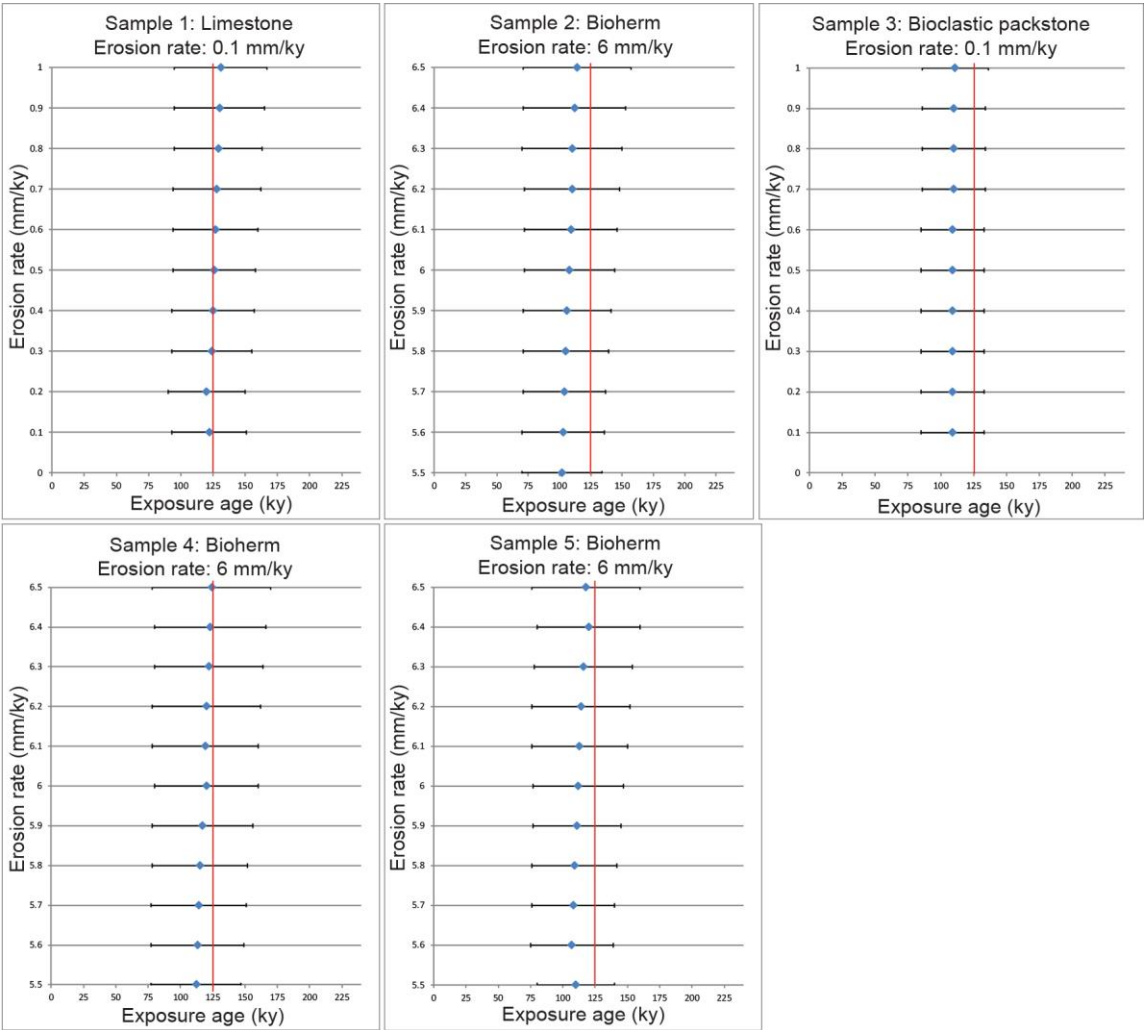 Sample 1: Limestone
Erosion rate: 0.1 mm/ky
Erosion rate (mm/ky)
1
0.9
0.8
0.7
0.6
0.5
0.4
0.3
0.2
0.1
0
0 25 50 75 100 125 150 175 200 225
Exposure age (ky)
Sample 2: Bioherm
Erosion rate: 6 mm/ky
Erosion rate (mm/ky)
6.5
6.4
6.3
6.2
6.1
6
5.9
5.8
5.7
5.6
5.5
0 25 50 75 100 125 150 175 200 225
Exposure age (ky)
Sample 3: Bioclastic packstone
Erosion rate: 0.1 mm/ky
Erosion rate (mm/ky)
1
0.9
0.8
0.7
0.6
0.5
0.4
0.3
0.2
0.1
0
0 25 50 75 100 125 150 175 200 225
Exposure age (ky)
Sample 4: Bioherm
Erosion rate: 6 mm/ky
Erosion rate (mm/ky)
6.5
6.4
6.3
6.2
6.1
6
5.9
5.8
5.7
5.6
5.5
0 25 50 75 100 125 150 175 200 225
Exposure age (ky)
Sample 5: Bioherm
Erosion rate: 6 mm/ky
Erosion rate (mm/ky)
6.5
6.4
6.3
6.2
6.1
6
5.9
5.8
5.7
5.6
5.5
0 25 50 75 100 125 150 175 200 225
Exposure age (ky)